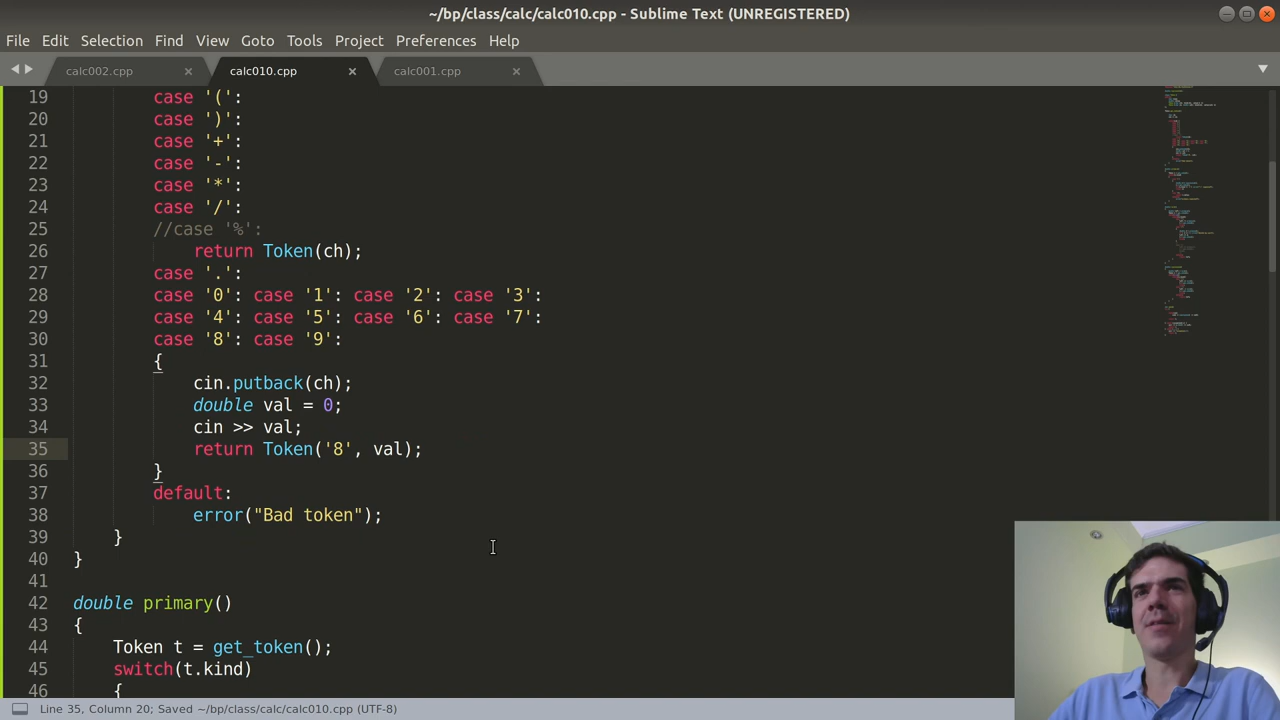 ~/bp/class/calc/calc010.cpp - Sublime Text (UNREGISTERED)
File Edit Selection Find View Goto Tools Project Preferences Help
calc002.cpp calc010.cpp calc001.cpp
19 case '(':
20 case ')':
21 case '+':
22 case '-':
23 case '*':
24 case '/':
25 //case '%':
26 return Token(ch);
27 case '.':
28 case '0': case '1': case '2': case '3':
29 case '4': case '5': case '6': case '7':
30 case '8': case '9':
31 {
32 cin.putback(ch);
33 double val = 0;
34 cin >> val;
35 return Token('8', val);
36 }
37 default:
38 error("Bad token");
39 }
40 }
41
42 double primary()
43 {
44 Token t = get_token();
45 switch(t.kind)
46 {
Line 35, Column 20; Saved ~/bp/class/calc/calc010.cpp (UTF-8)